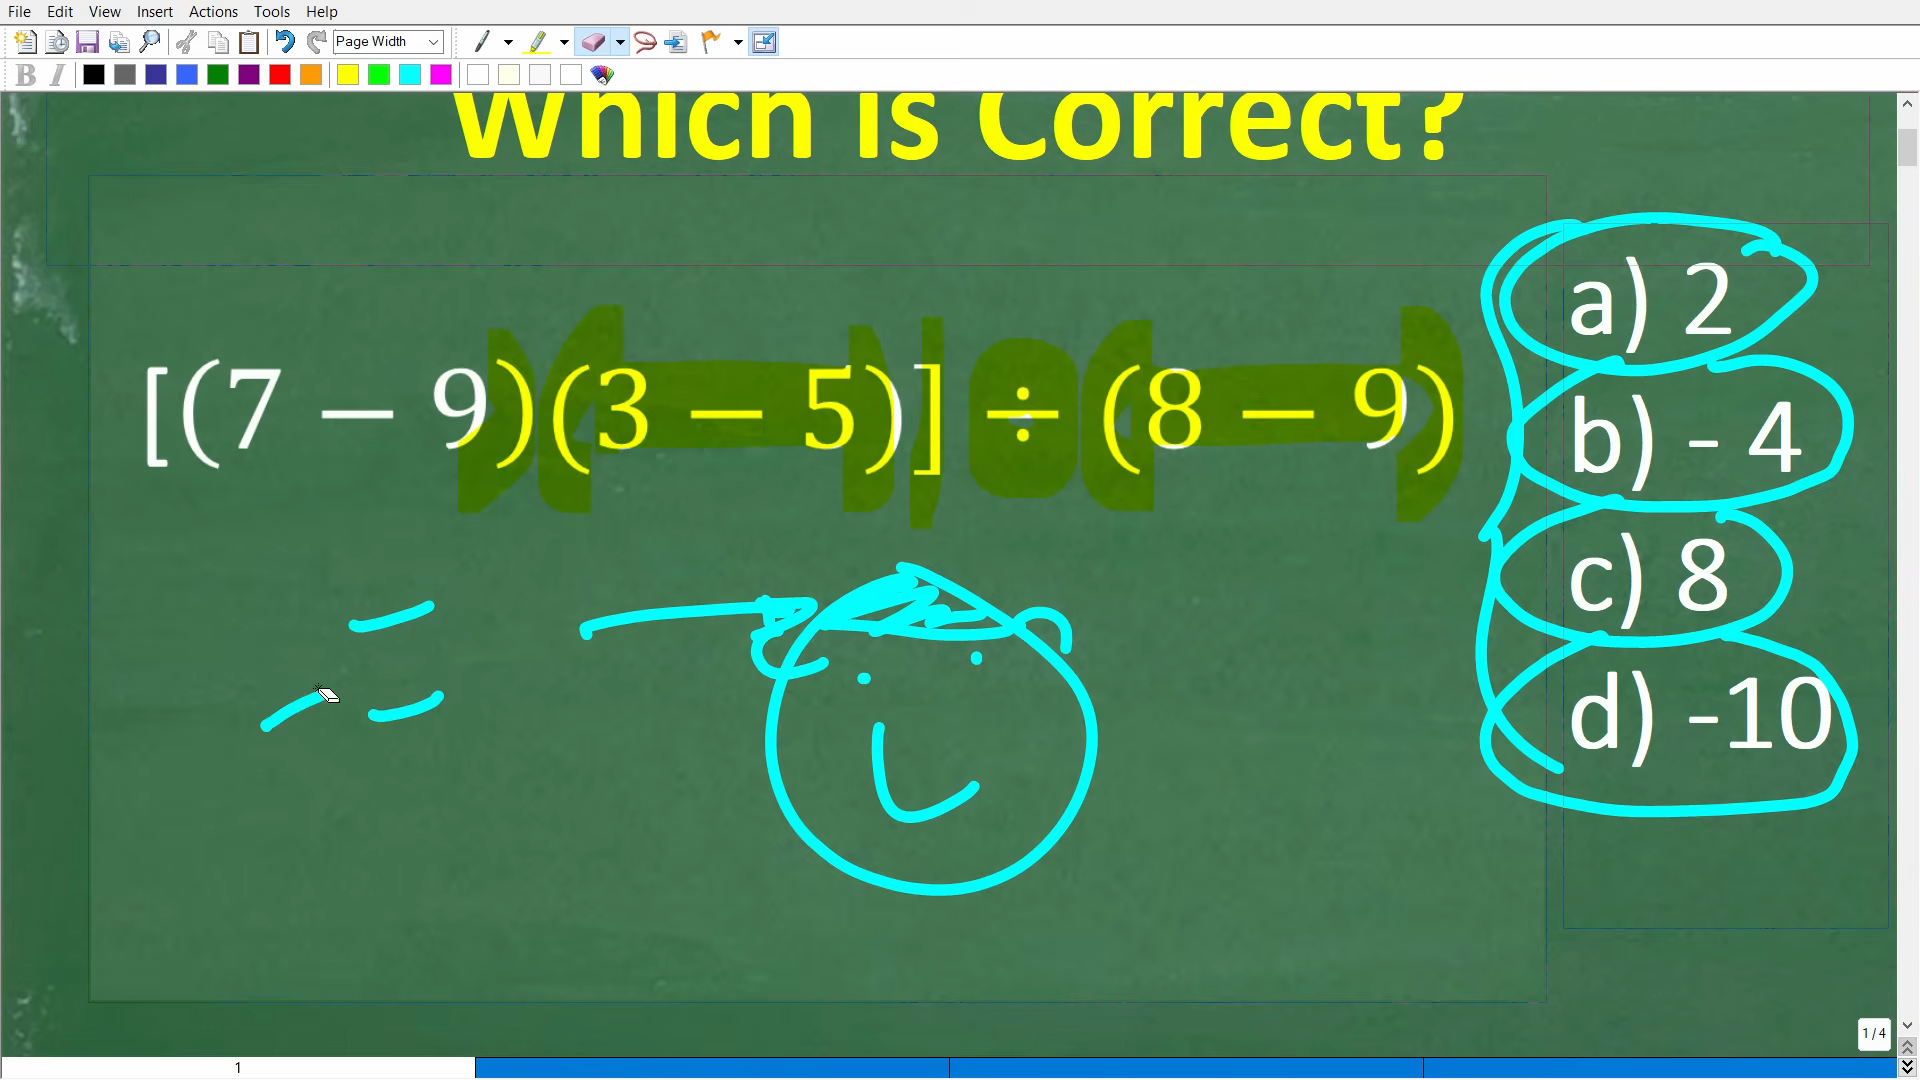 File Edit View Insert Actions Tools Help
Page Width
B I
Which is Correct?
[(7 − 9)(3 − 5)] ÷ (8 − 9)
a) 2
b) - 4
c) 8
d) -10
1 / 4
1